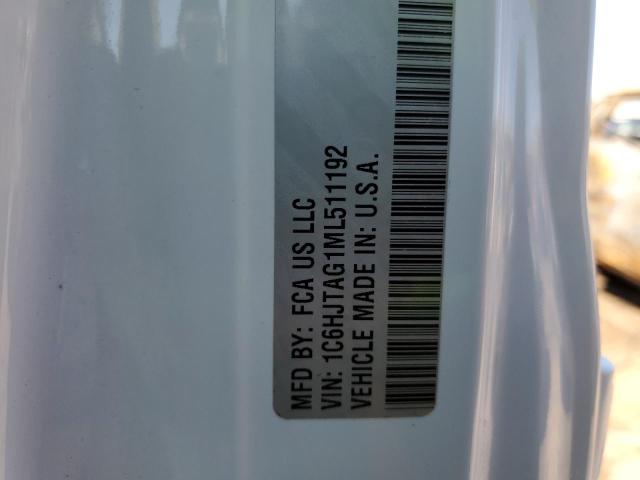 MFD BY: FCA US LLC
VIN: 1C6HJTAG1ML511192
VEHICLE MADE IN: U.S.A.